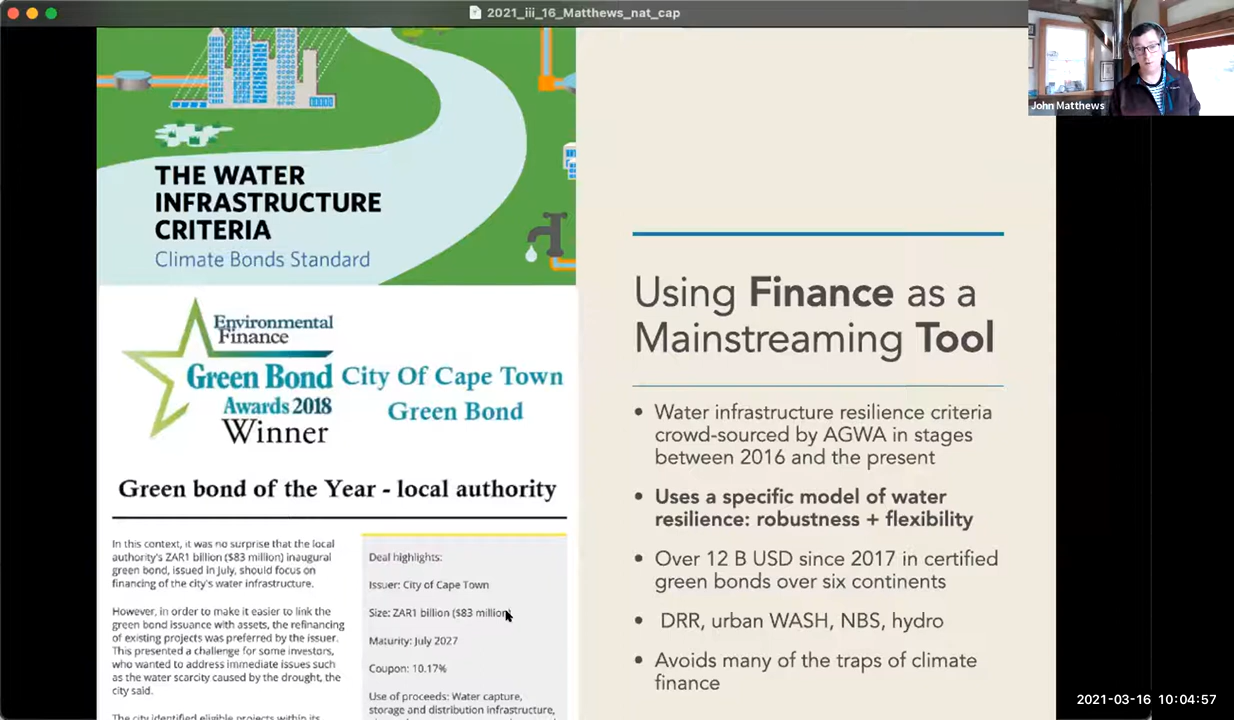 2021_iii_16_Matthews_nat_cap
John Matthews
THE WATER
INFRASTRUCTURE
CRITERIA
Climate Bonds Standard
Environmental
Finance
Green Bond
Awards 2018
Winner
City Of Cape Town
Green Bond
Green bond of the Year - local authority
In this context, it was no surprise that the local
authority's ZAR1 billion ($83 million) inaugural
green bond, issued in July, should focus on
financing of the city's water infrastructure.
However, in order to make it easier to link the
green bond issuance with assets, the refinancing
of existing projects was preferred by the issuer.
This presented a challenge for some investors,
who wanted to address immediate issues such
as the water scarcity caused by the drought, the
city said.
The city identified eligible projects within its
Deal highlights:
Issuer: City of Cape Town
Size: ZAR1 billion ($83 million)
Maturity: July 2027
Coupon: 10.17%
Use of proceeds: Water capture,
storage and distribution infrastructure,
Using Finance as a
Mainstreaming Tool
• Water infrastructure resilience criteria
crowd-sourced by AGWA in stages
between 2016 and the present
• Uses a specific model of water
resilience: robustness + flexibility
• Over 12 B USD since 2017 in certified
green bonds over six continents
• DRR, urban WASH, NBS, hydro
• Avoids many of the traps of climate
finance
2021-03-16 10:04:57